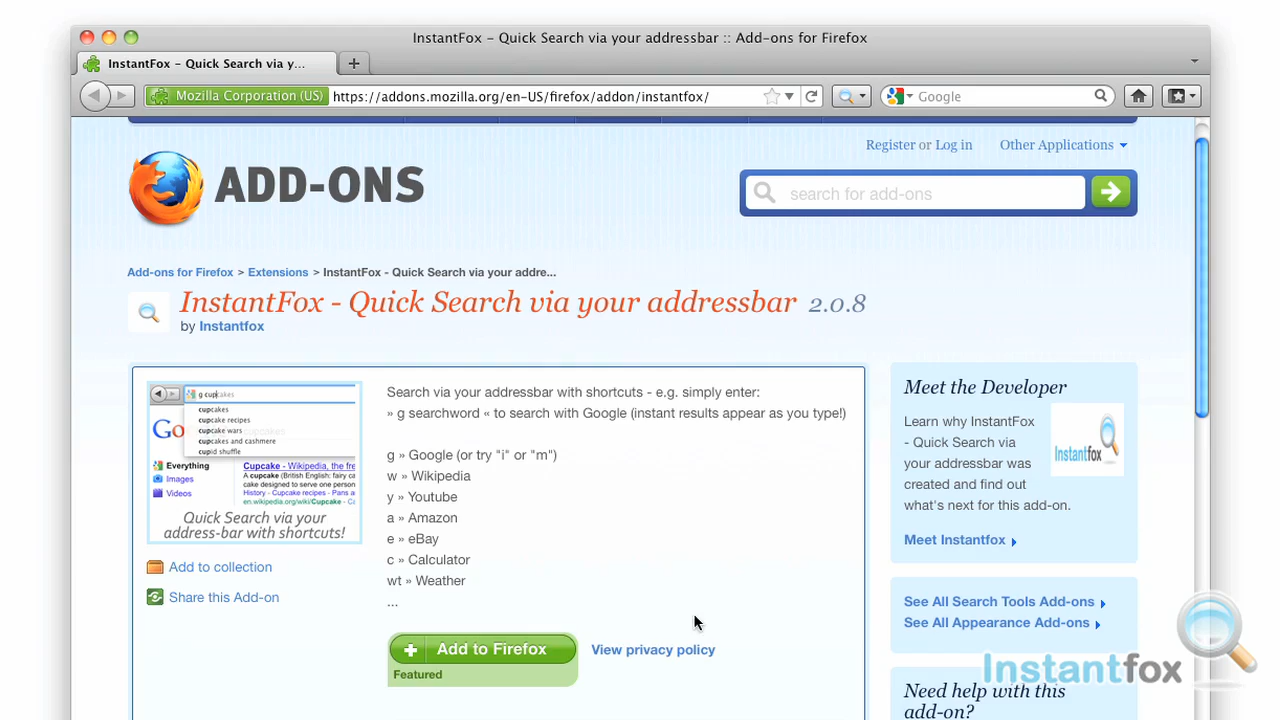 InstantFox - Quick Search via your addressbar :: Add-ons for Firefox
InstantFox - Quick Search via y...
Mozilla Corporation (US) https://addons.mozilla.org/en-US/firefox/addon/instantfox/
Google
Register or Log in
Other Applications
ADD-ONS
search for add-ons
Add-ons for Firefox > Extensions > InstantFox - Quick Search via your addre...
InstantFox - Quick Search via your addressbar 2.0.8
by Instantfox
g cupcakes
cupcakes
cupcake recipes
cupcake wars
cupcakes and cashmere
cupid shuffle
Go
Everything
Images
Videos
Cupcake - Wikipedia, the fre
A cupcake (British English: fairy ca
cake designed to serve one person
History - Cupcake recipes - Pans a
en.wikipedia.org/wiki/Cupcake - Ca
Quick Search via your
address-bar with shortcuts!
Add to collection
Share this Add-on
Search via your addressbar with shortcuts - e.g. simply enter:
» g searchword « to search with Google (instant results appear as you type!)
g » Google (or try "i" or "m")
w » Wikipedia
y » Youtube
a » Amazon
e » eBay
c » Calculator
wt » Weather
...
Add to Firefox
Featured
View privacy policy
Meet the Developer
Learn why InstantFox
- Quick Search via
your addressbar was
created and find out
what's next for this add-on.
Instantfox
Meet Instantfox
See All Search Tools Add-ons
See All Appearance Add-ons
Need help with this
add-on?
Instantfox